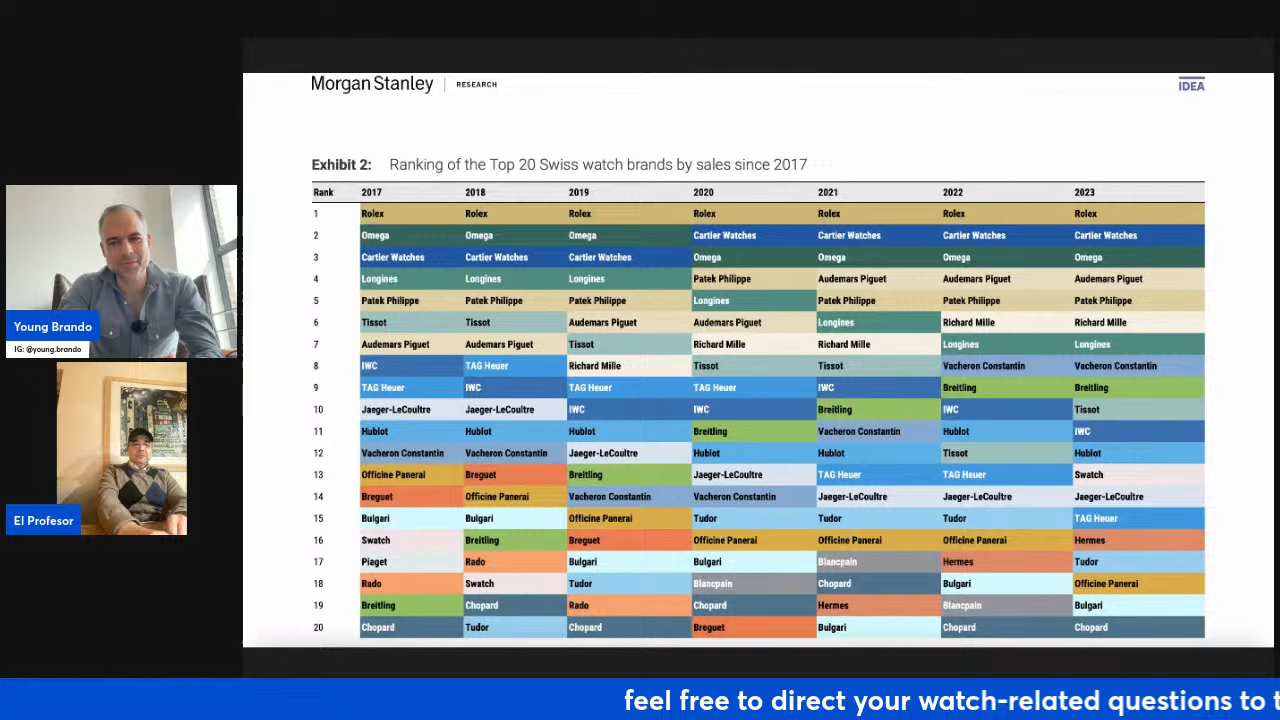 Morgan Stanley | RESEARCH
IDEA
Exhibit 2: Ranking of the Top 20 Swiss watch brands by sales since 2017
Rank 2017 2018 2019 2020 2021 2022 2023
1 Rolex Rolex Rolex Rolex Rolex Rolex Rolex
2 Omega Omega Omega Cartier Watches Cartier Watches Cartier Watches Cartier Watches
3 Cartier Watches Cartier Watches Cartier Watches Omega Omega Omega Omega
4 Longines Longines Longines Patek Philippe Audemars Piguet Audemars Piguet Audemars Piguet
5 Patek Philippe Patek Philippe Patek Philippe Longines Patek Philippe Patek Philippe Patek Philippe
6 Tissot Tissot Audemars Piguet Audemars Piguet Longines Richard Mille Richard Mille
7 Audemars Piguet Audemars Piguet Tissot Richard Mille Richard Mille Longines Longines
8 IWC TAG Heuer Richard Mille Tissot Tissot Vacheron Constantin Vacheron Constantin
9 TAG Heuer IWC TAG Heuer TAG Heuer IWC Breitling Breitling
10 Jaeger-LeCoultre Jaeger-LeCoultre IWC IWC Breitling IWC Tissot
11 Hublot Hublot Hublot Breitling Vacheron Constantin Hublot IWC
12 Vacheron Constantin Vacheron Constantin Jaeger-LeCoultre Hublot Hublot Tissot Hublot
13 Officine Panerai Breguet Breitling Jaeger-LeCoultre TAG Heuer TAG Heuer Swatch
14 Breguet Officine Panerai Vacheron Constantin Vacheron Constantin Jaeger-LeCoultre Jaeger-LeCoultre Jaeger-LeCoultre
15 Bulgari Bulgari Officine Panerai Tudor Tudor Tudor TAG Heuer
16 Swatch Breitling Breguet Officine Panerai Officine Panerai Officine Panerai Hermes
17 Piaget Rado Bulgari Bulgari Blancpain Hermes Tudor
18 Rado Swatch Tudor Blancpain Chopard Bulgari Officine Panerai
19 Breitling Chopard Rado Chopard Hermes Blancpain Bulgari
20 Chopard Tudor Chopard Breguet Bulgari Chopard Chopard
Young Brando
IG: @young.brando
El Profesor
feel free to direct your watch-related questions to t